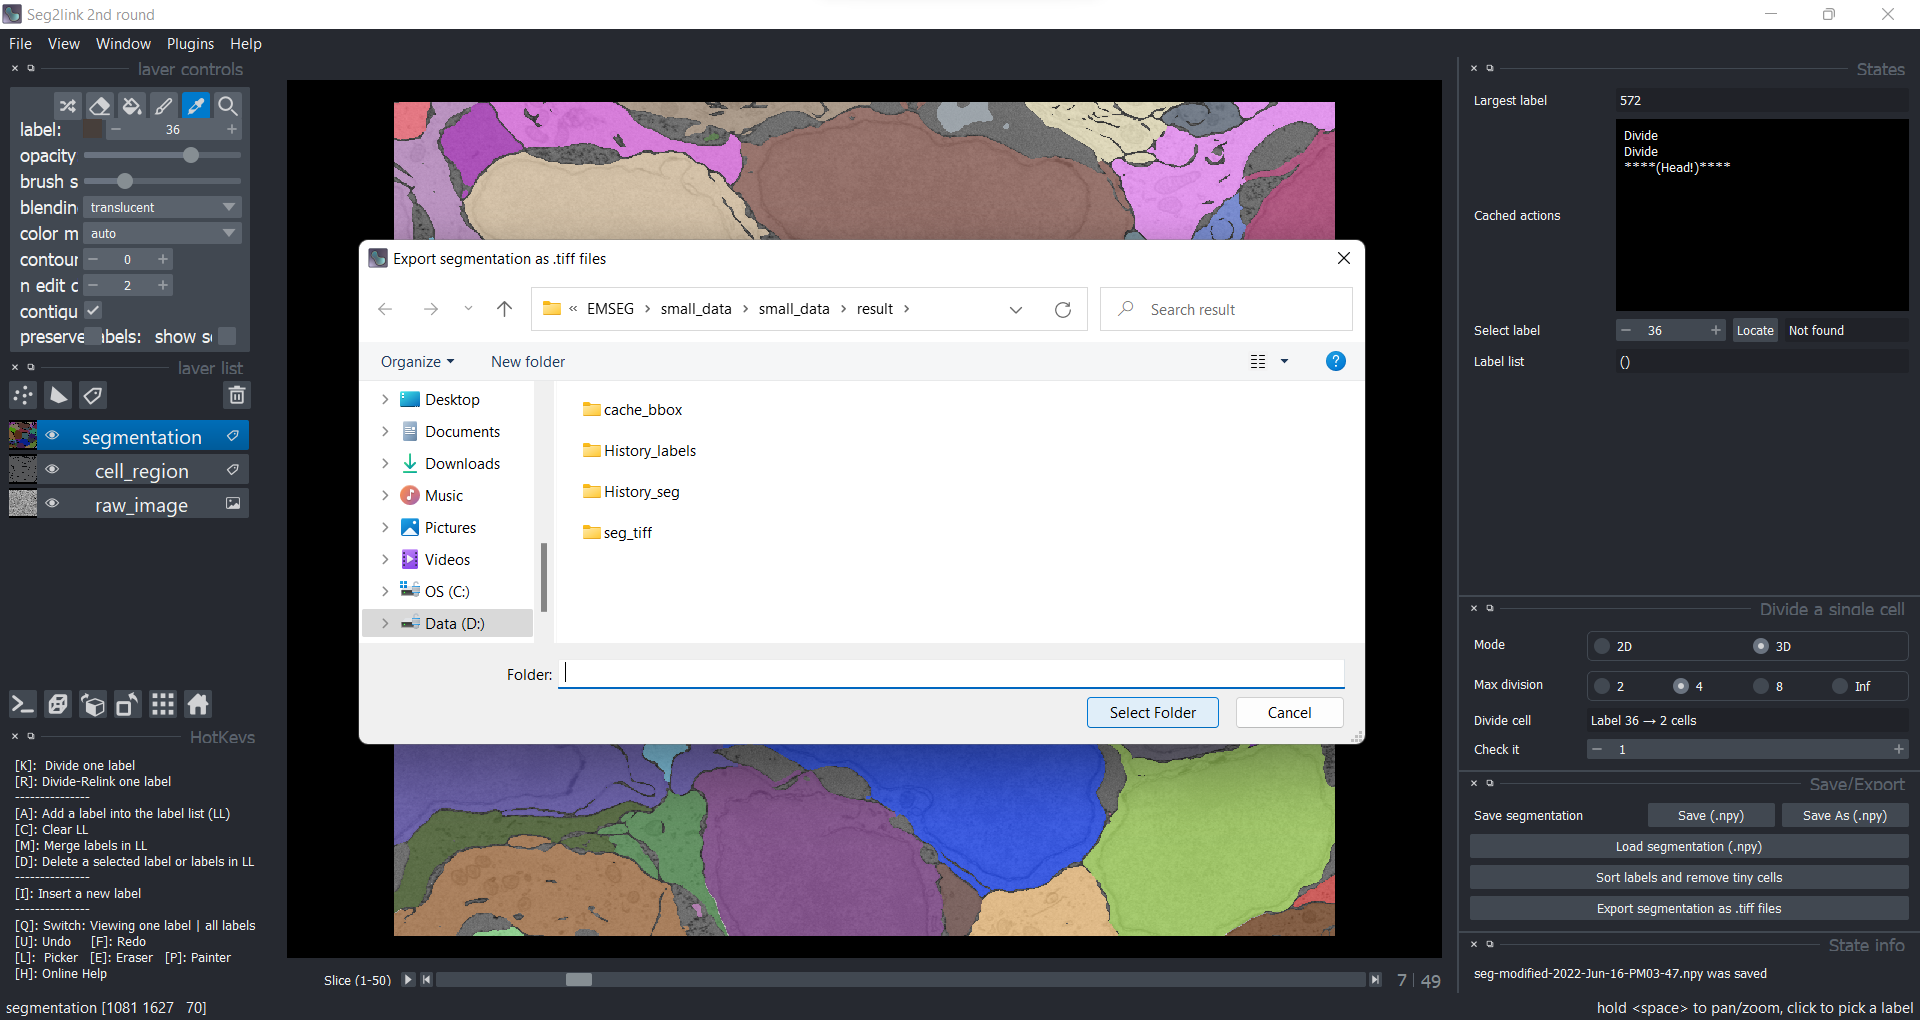 Seg2link 2nd round
File View Window Plugins Help
layer controls
label: 36
opacity
brush s
blendin translucent
color m auto
contour 0
n edit c 2
contigu
preserve abels: show s
layer list
segmentation
cell_region
raw_image
HotKeys
[K]: Divide one label
[R]: Divide-Relink one label
---------------
[A]: Add a label into the label list (LL)
[C]: Clear LL
[M]: Merge labels in LL
[D]: Delete a selected label or labels in LL
---------------
[I]: Insert a new label
---------------
[Q]: Switch: Viewing one label | all labels
[U]: Undo [F]: Redo
[L]: Picker [E]: Eraser [P]: Painter
[H]: Online Help
segmentation [1081 1627 70]
Export segmentation as .tiff files
« EMSEG > small_data > small_data > result >
Search result
Organize
New folder
Desktop
Documents
Downloads
Music
Pictures
Videos
OS (C:)
Data (D:)
cache_bbox
History_labels
History_seg
seg_tiff
Folder:
Select Folder
Cancel
Slice (1-50)
7 | 49
States
Largest label 572
Cached actions
Divide
Divide
****(Head!)****
Select label 36 Locate Not found
Label list ()
Divide a single cell
Mode 2D 3D
Max division 2 4 8 Inf
Divide cell Label 36 → 2 cells
Check it 1
Save/Export
Save segmentation Save (.npy) Save As (.npy)
Load segmentation (.npy)
Sort labels and remove tiny cells
Export segmentation as .tiff files
State info
seg-modified-2022-Jun-16-PM03-47.npy was saved
hold <space> to pan/zoom, click to pick a label